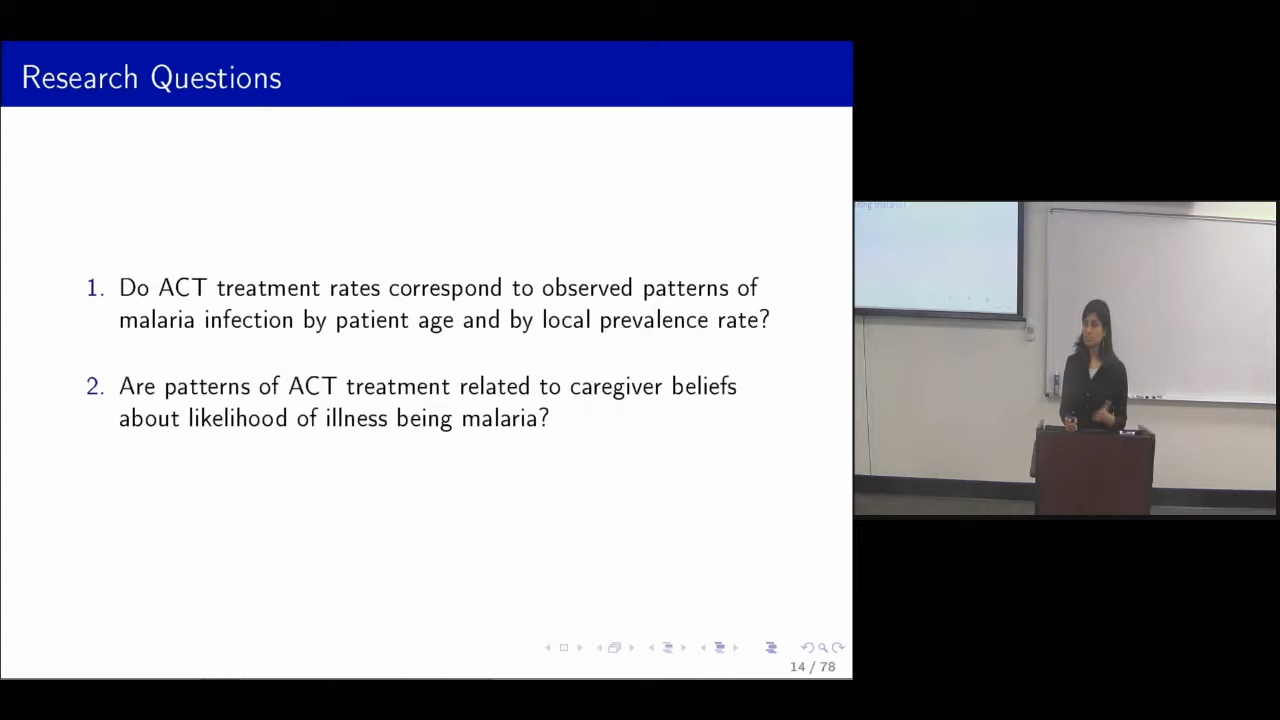 Research Questions
1. Do ACT treatment rates correspond to observed patterns of
malaria infection by patient age and by local prevalence rate?
2. Are patterns of ACT treatment related to caregiver beliefs
about likelihood of illness being malaria?
14 / 78
being malaria?